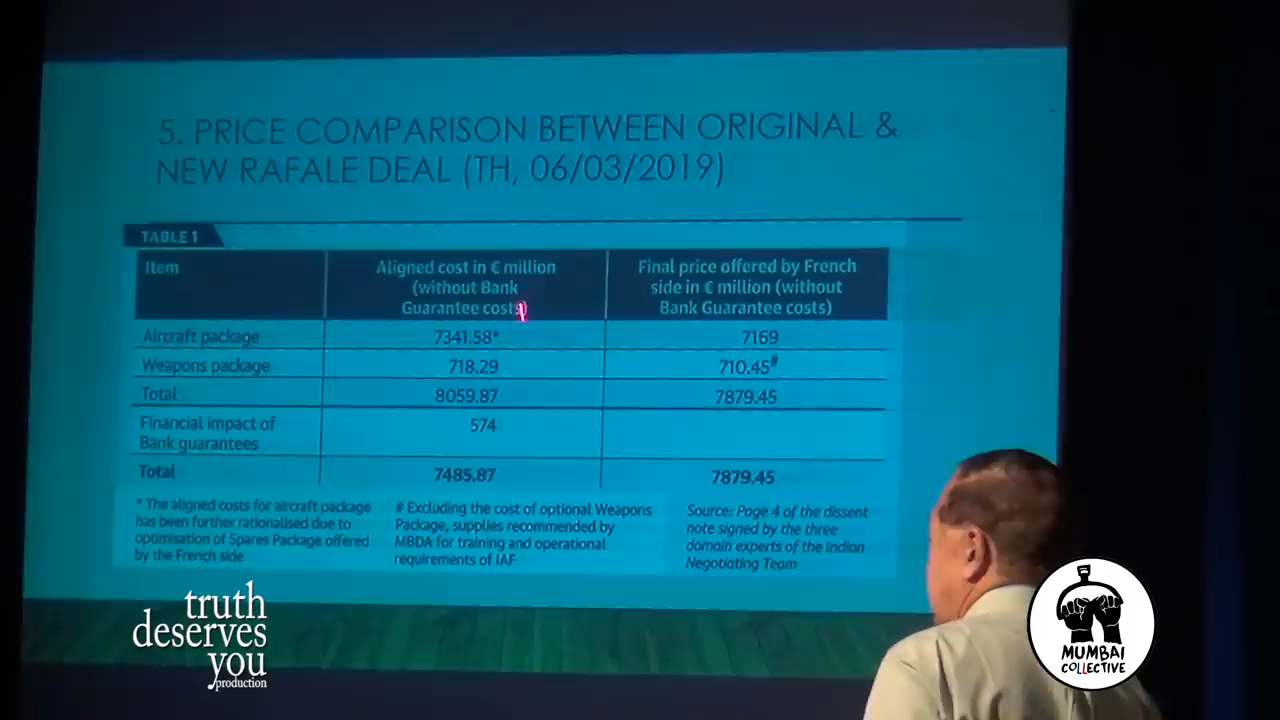 5. PRICE COMPARISON BETWEEN ORIGINAL &
NEW RAFALE DEAL (TH, 06/03/2019)
TABLE 1
Item
Aligned cost in € million
(without Bank
Guarantee costs)
Final price offered by French
side in € million (without
Bank Guarantee costs)
Aircraft package 7341.58* 7169
Weapons package 718.29 710.45#
Total 8059.87 7879.45
Financial impact of
Bank guarantees
574
Total 7485.87 7879.45
* The aligned costs for aircraft package
has been further rationalised due to
optimisation of Spares Package offered
by the French side.
# Excluding the cost of optional Weapons
Package, supplies recommended by
MBDA for training and operational
requirements of IAF
Source: Page 4 of the dissent
note signed by the three
domain experts of the Indian
Negotiating Team
truth
deserves
you
production
MUMBAI
COLLECTIVE